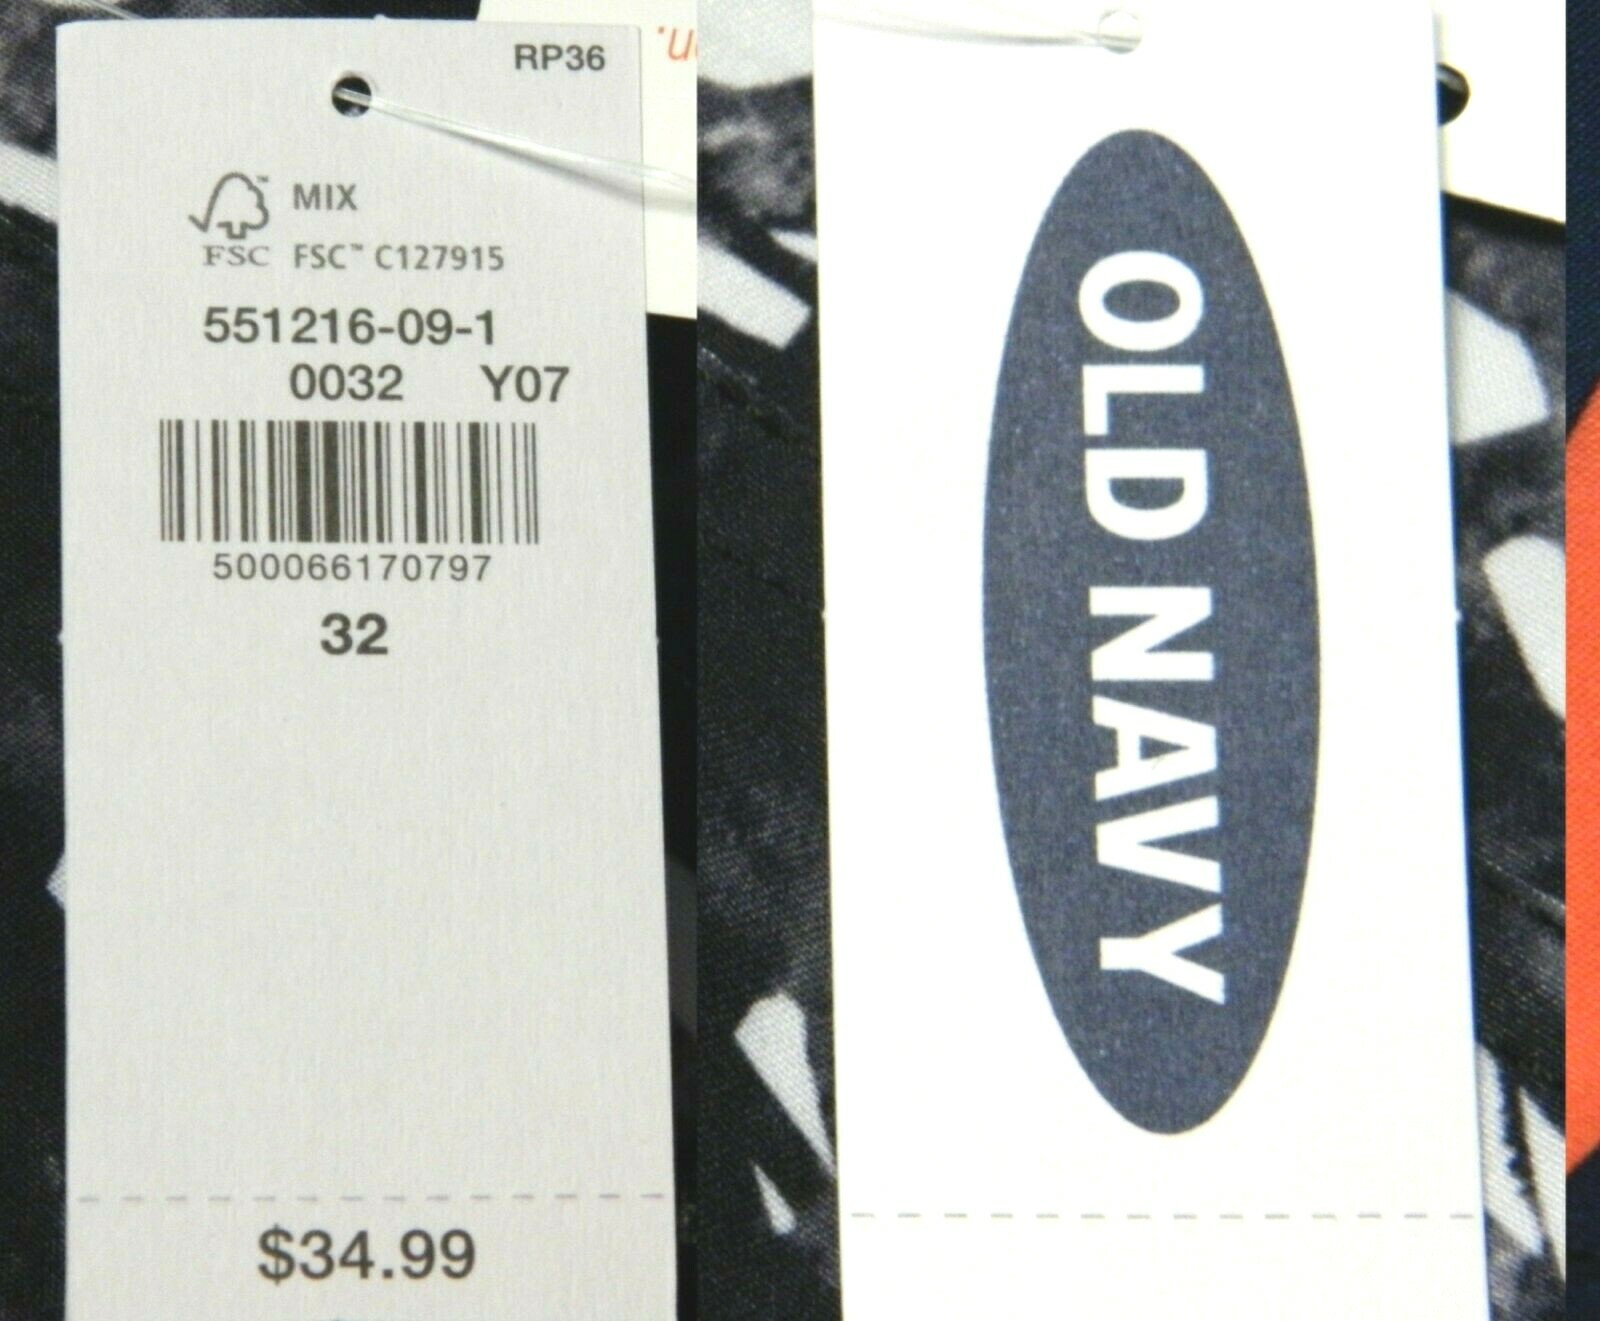 RP36
MIX
FSC FSC™ C127915
551216-09-1
0032 Y07
500066170797
32
$34.99
OLD NAVY